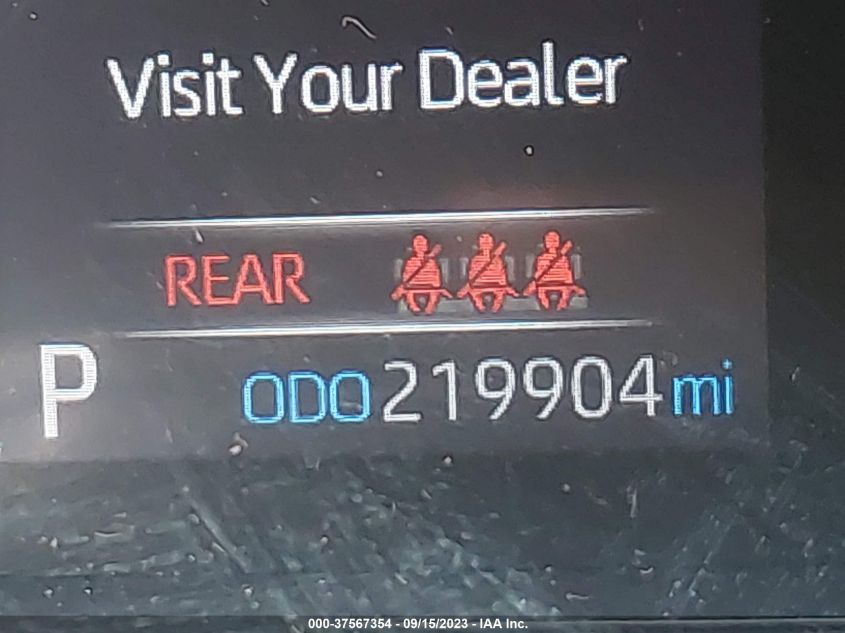 Visit Your Dealer
REAR
P ODO 219904 mi
000-37567354 - 09/15/2023 - IAA Inc.